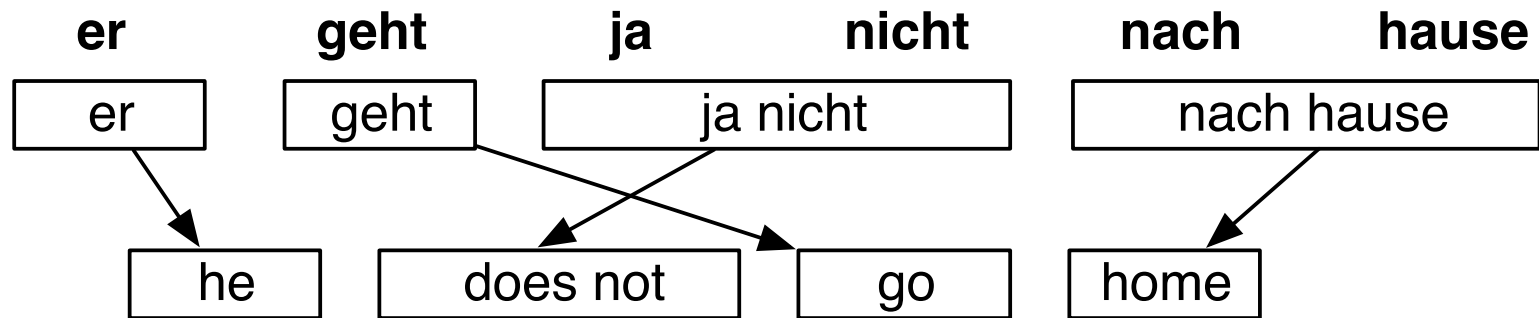 er geht ja nicht nach hause
er geht ja nicht nach hause
he does not go home